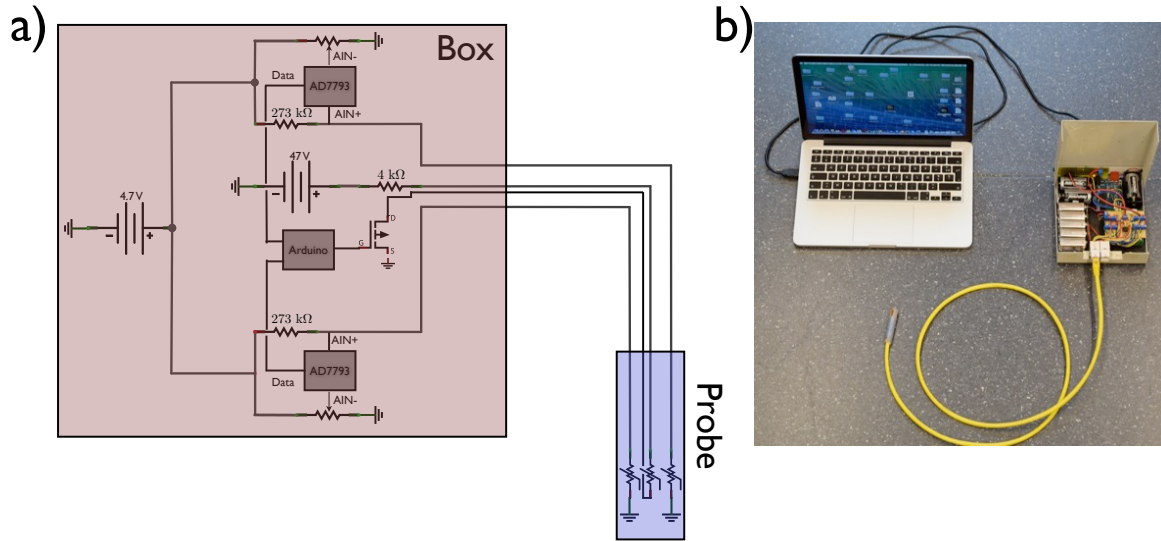 a)
Box
AIN-
Data
AD7793
273 kΩ
AIN+
47V
4 kΩ
4.7V
-
+
-
+
D
Arduino
G
S
273 kΩ
AIN+
AD7793
Data
AIN-
Probe
b)